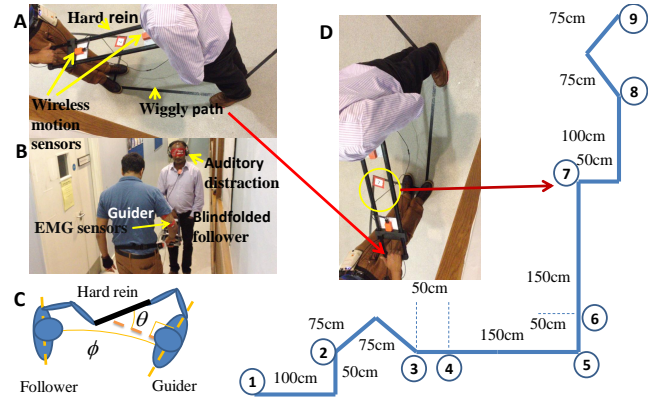 A
Hard rein
Wireless
motion
sensors
Wiggly path
B
Auditory
distraction
Guider
EMG sensors
Blindfolded
follower
C
Hard rein
θ
ϕ
Follower
Guider
D
9
75cm
75cm
8
100cm
50cm
7
150cm
50cm
6
50cm
75cm
75cm
150cm
2
3
4
5
1
100cm
50cm